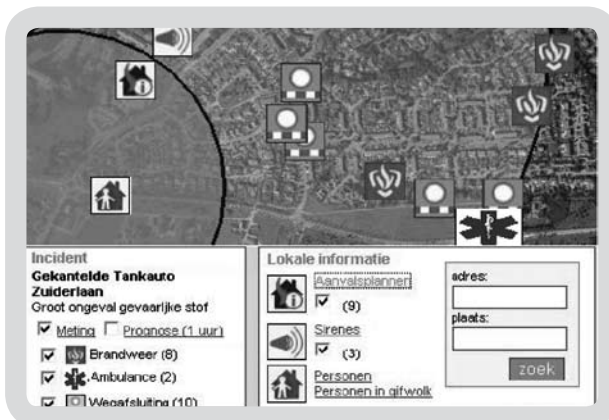 Incident
Gekantelde Tankauto
Zuiderlaan
Groot ongeval gevaarlijke stof
Meting Prognose (1 uur)
Brandweer (8)
Ambulance (2)
Wegafsluiting (10)
Lokale informatie
Aanvalsplannen
(9)
Sirenes
(3)
Personen
Personen in gifwolk
adres:
plaats:
zoek